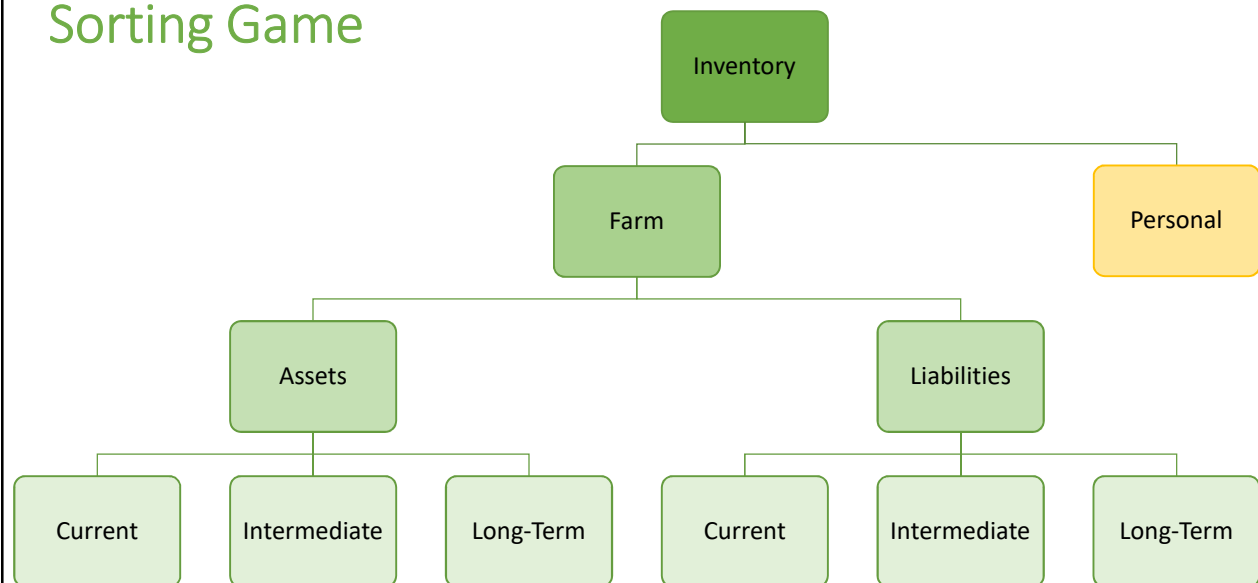 Sorting Game
Inventory
Farm
Personal
Assets
Liabilities
Current
Intermediate
Long-Term
Current
Intermediate
Long-Term